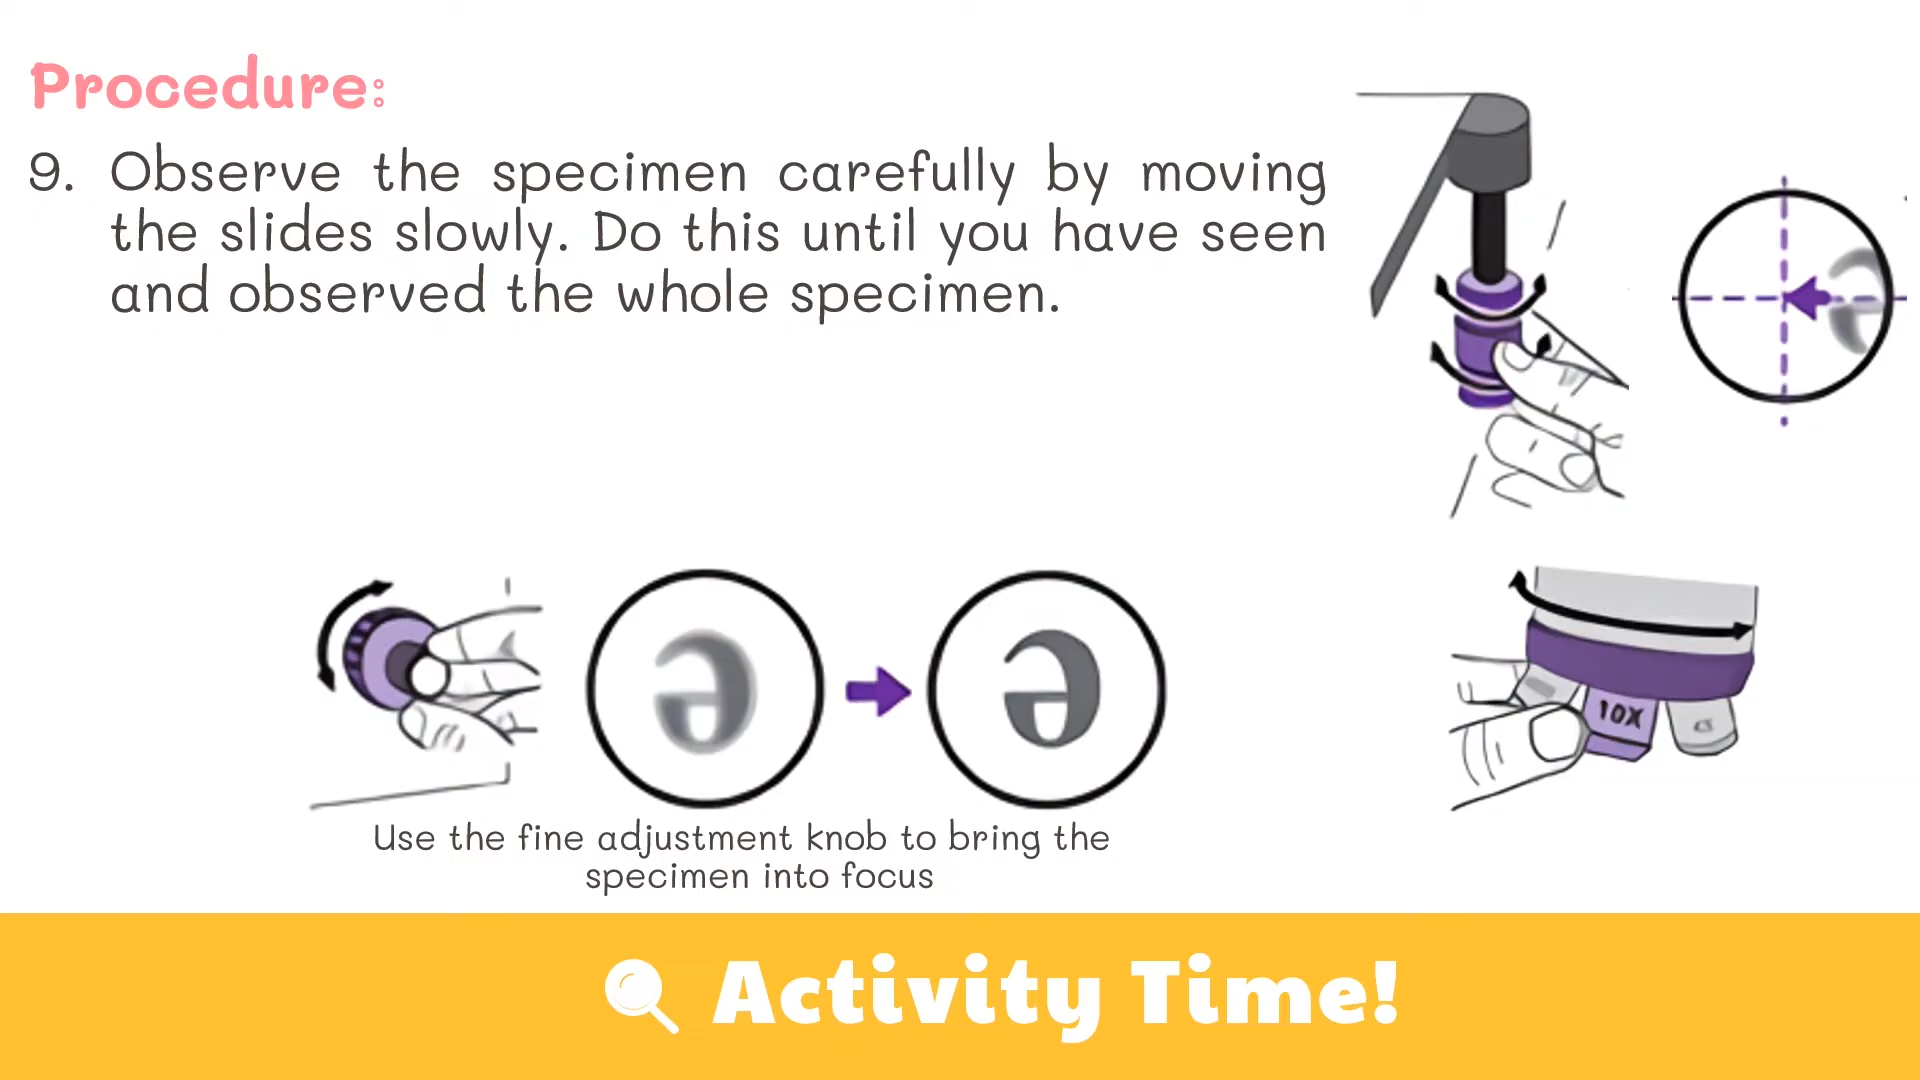 Procedure:
9. Observe the specimen carefully by moving
the slides slowly. Do this until you have seen
and observed the whole specimen.
ə
ə
ə
10X
Use the fine adjustment knob to bring the
specimen into focus
Activity Time!